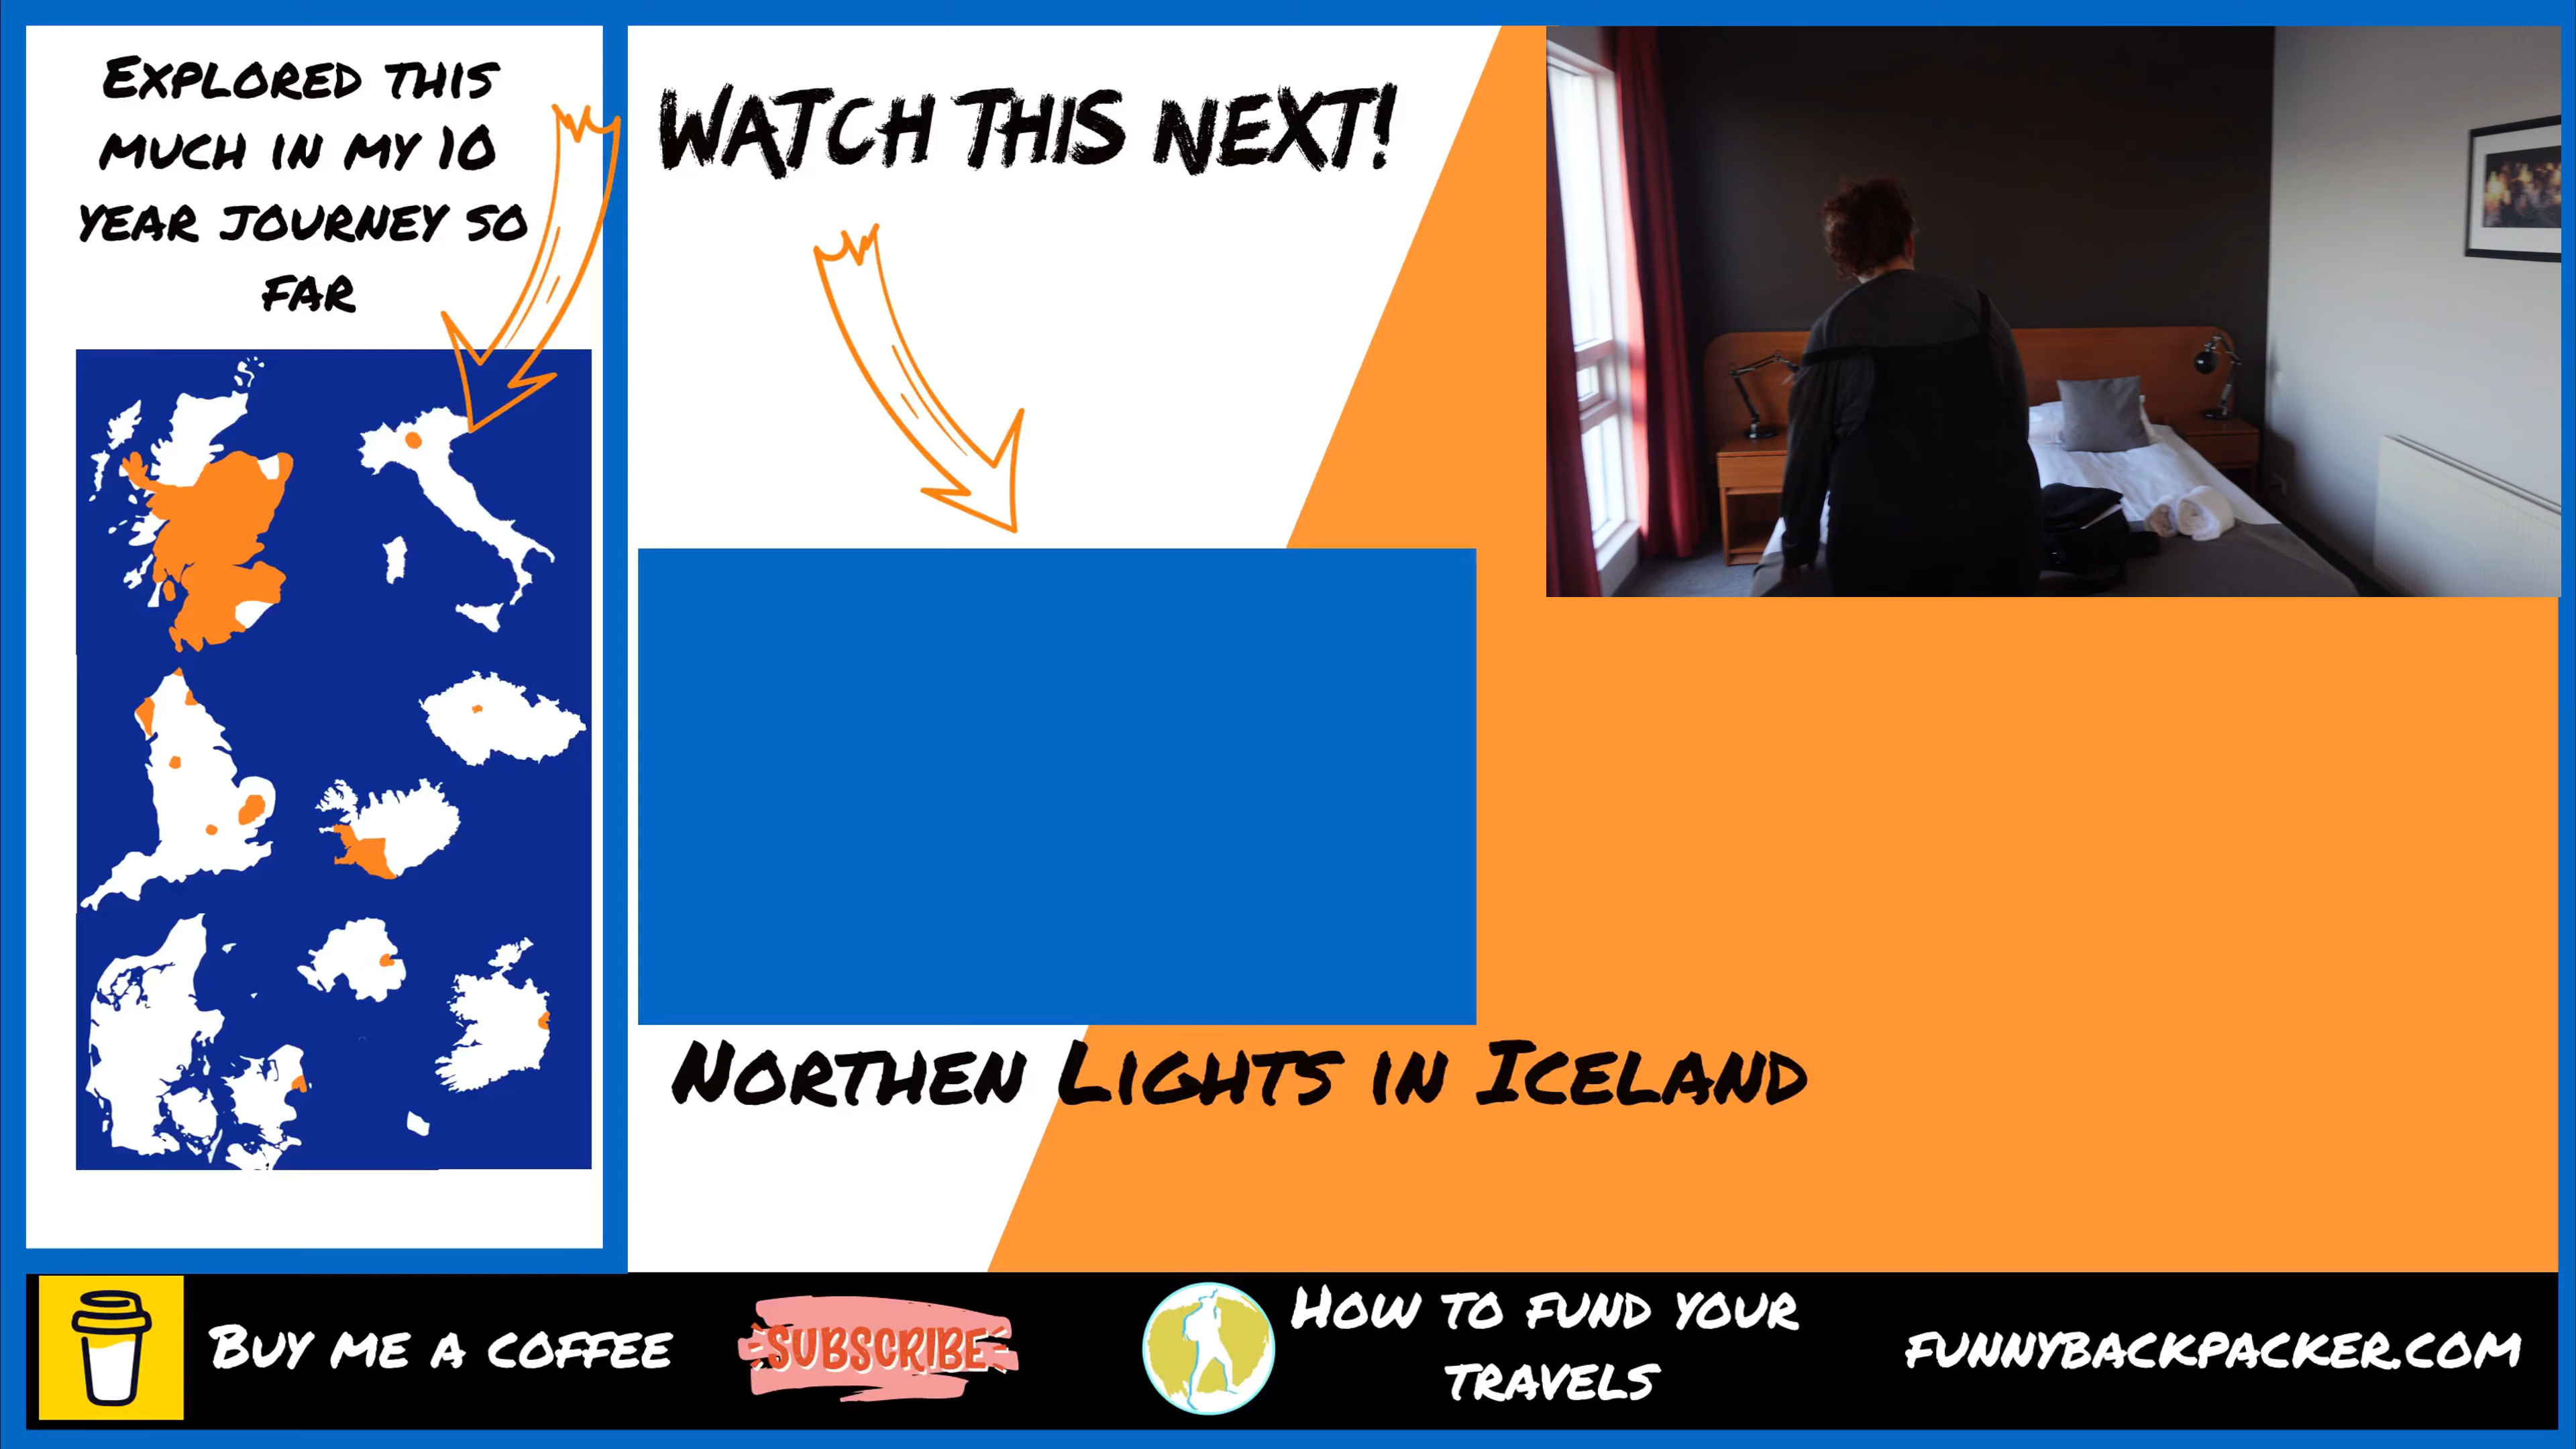 Explored this
much in my 10
year journey so
far
WATCH THIS NEXT!
Northen Lights in Iceland
Buy me a coffee
SUBSCRIBE
How to fund your
travels
funnybackpacker.com